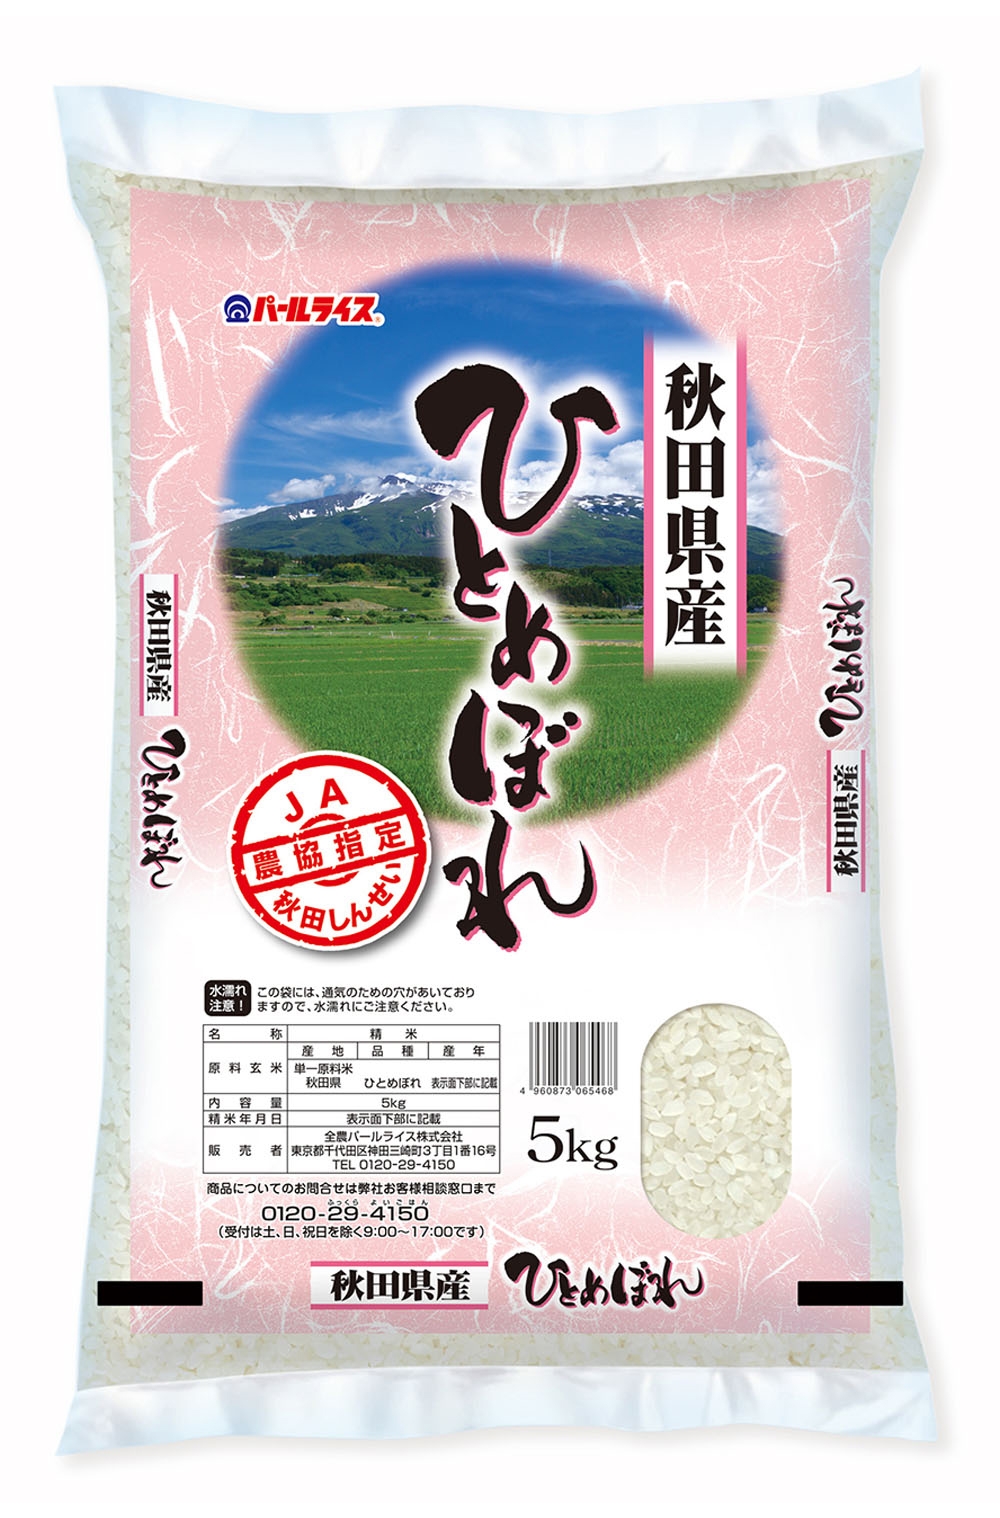 パールライス®
秋田県産
ひとめぼれ
秋田県産
ひとめぼれ
ひとめぼれ
秋田県産
JA
農協指定
秋田しんせい
水濡れ
注意！
この袋には、通気のための穴があいており
ますので、水濡れにご注意ください。
名称 精米
原料玄米 産地 品種 産年
単一原料米
秋田県 ひとめぼれ 表示面下部に記載
内容量 5kg
精米年月日 表示面下部に記載
販売者 全農パールライス株式会社
東京都千代田区神田三崎町3丁目1番16号
TEL 0120-29-4150
4 960873 065468
5kg
商品についてのお問合せは弊社お客様相談窓口まで
ふっくら よいごはん
0120-29-4150
（受付は土、日、祝日を除く9:00〜17:00です）
秋田県産 ひとめぼれ